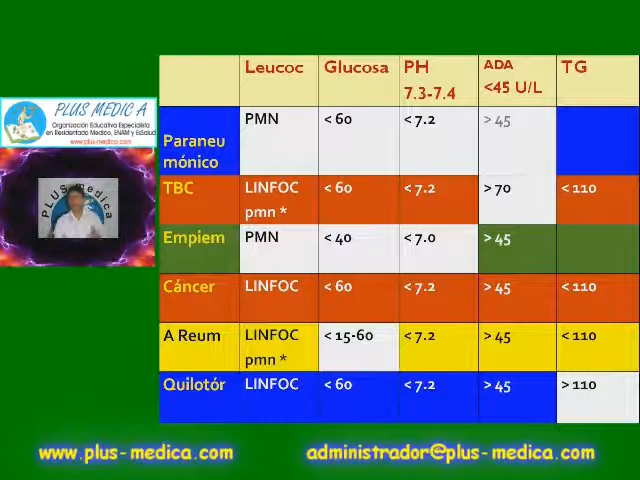 Leucoc Glucosa PH 7.3-7.4 ADA <45 U/L TG
Paraneu mónico PMN < 60 < 7.2 > 45
TBC LINFOC pmn * < 60 < 7.2 > 70 < 110
Empiem PMN < 40 < 7.0 > 45
Cáncer LINFOC < 60 < 7.2 > 45 < 110
A Reum LINFOC pmn * < 15-60 < 7.2 > 45 < 110
Quilotór LINFOC < 60 < 7.2 > 45 > 110
PLUS MEDIC A
Organización Educativa Especialista
en Residentado Medico, ENAM y EsSalud
www.plus-medica.com
PLUS Medica
www.plus-medica.com administrador@plus-medica.com